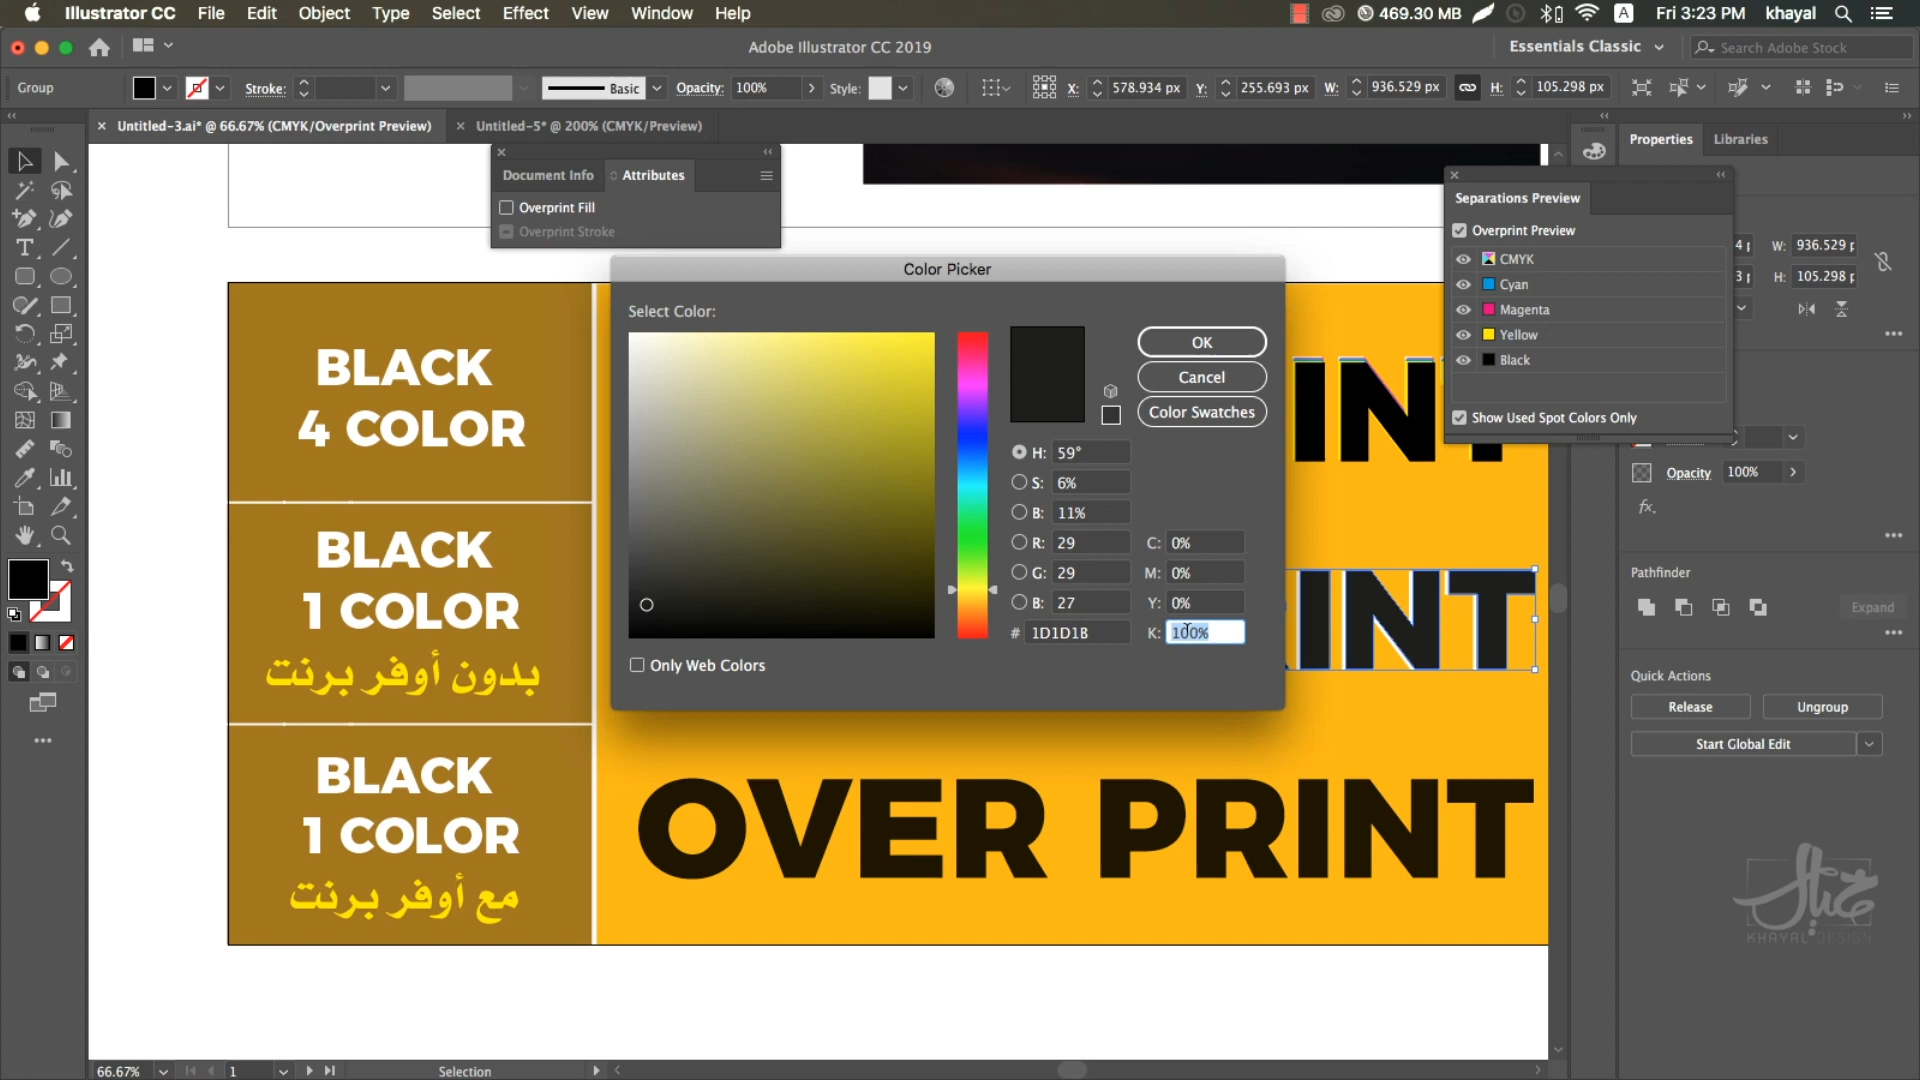 Illustrator CC File Edit Object Type Select Effect View Window Help 469.30 MB A Fri 3:23 PM khayal
Adobe Illustrator CC 2019 Essentials Classic Search Adobe Stock
Group Stroke: Basic Opacity: 100% Style: X: 578.934 px Y: 255.693 px W: 936.529 px H: 105.298 px
Untitled-3.ai* @ 66.67% (CMYK/Overprint Preview) Untitled-5* @ 200% (CMYK/Preview)
Properties Libraries
Document Info Attributes
Overprint Fill
Overprint Stroke
Separations Preview
Overprint Preview
CMYK
Cyan
Magenta
Yellow
Black
Show Used Spot Colors Only
W: 936.529 p
H: 105.298 p
Opacity 100%
fx.
Pathfinder
Expand
Quick Actions
Release Ungroup
Start Global Edit
Color Picker
Select Color:
OK
Cancel
Color Swatches
H: 59°
S: 6%
B: 11%
R: 29 C: 0%
G: 29 M: 0%
B: 27 Y: 0%
# 1D1D1B K: 100%
Only Web Colors
BLACK
4 COLOR
INT
BLACK
1 COLOR
بدون أوفر برنت
INT
BLACK
1 COLOR
مع أوفر برنت
OVER PRINT
خيال
KHAYAL DESIGN
66.67% 1 Selection